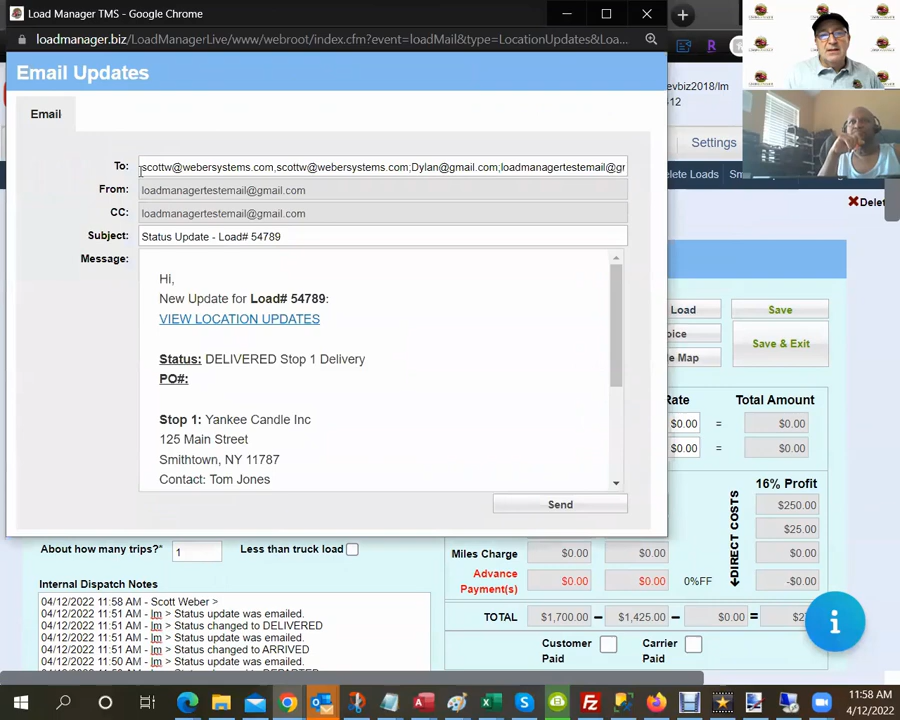 Load Manager TMS - Google Chrome
loadmanager.biz/LoadManagerLive/www/webroot/index.cfm?event=loadMail&type=LocationUpdates&Loa...
Email Updates
Email
To: scottw@webersystems.com,scottw@webersystems.com;Dylan@gmail.com;loadmanagertestemail@gr
From: loadmanagertestemail@gmail.com
CC: loadmanagertestemail@gmail.com
Subject: Status Update - Load# 54789
Message:
Hi,
New Update for Load# 54789:
VIEW LOCATION UPDATES
Status: DELIVERED Stop 1 Delivery
PO#:
Stop 1: Yankee Candle Inc
125 Main Street
Smithtown, NY 11787
Contact: Tom Jones
Send
evbiz2018/lm
-12
Settings
elete Loads Sm
Delet
Load Save
oice Save & Exit
e Map
Rate Total Amount
$0.00 = $0.00
$0.00 = $0.00
16% Profit
$250.00
DIRECT COSTS
$25.00
Miles Charge $0.00 $0.00 $0.00
Advance
Payment(s) $0.00 $0.00 0%FF -$0.00
TOTAL $1,700.00 − $1,425.00 − $0.00 = $27
Customer
Paid
Carrier
Paid
About how many trips?* 1 Less than truck load
Internal Dispatch Notes
04/12/2022 11:58 AM - Scott Weber >
04/12/2022 11:51 AM - lm > Status update was emailed.
04/12/2022 11:51 AM - lm > Status changed to DELIVERED
04/12/2022 11:51 AM - lm > Status update was emailed.
04/12/2022 11:51 AM - lm > Status changed to ARRIVED
04/12/2022 11:50 AM - lm > Status update was emailed.
11:58 AM
4/12/2022